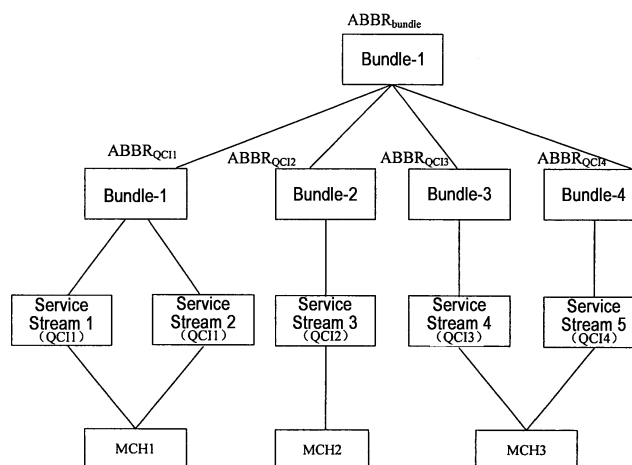 ABBRbundle
Bundle-1
ABBRQCI1
ABBRQCI2
ABBRQCI3
ABBRQCI4
Bundle-1
Bundle-2
Bundle-3
Bundle-4
Service
Stream 1
（QCI1）
Service
Stream 2
（QCI1）
Service
Stream 3
（QCI2）
Service
Stream 4
（QCI3）
Service
Stream 5
（QCI4）
MCH1
MCH2
MCH3